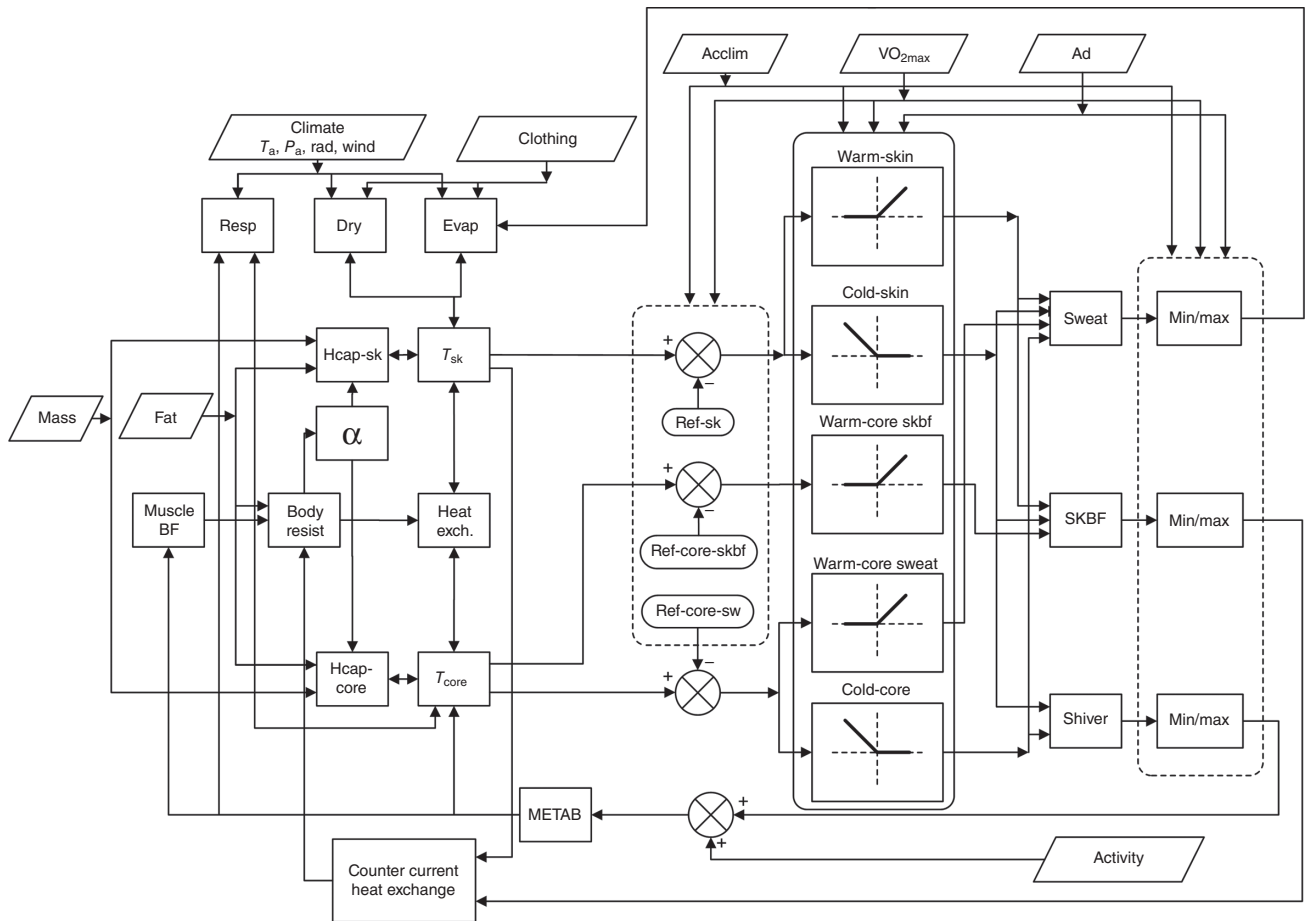 Acclim
VO2max
Ad
Climate
Ta, Pa, rad, wind
Clothing
Warm-skin
Resp
Dry
Evap
Cold-skin
Sweat
Min/max
Hcap-sk
Tsk
+
−
Ref-sk
Mass
Fat
α
Warm-core skbf
+
−
Muscle
BF
Body
resist
Heat
exch.
SKBF
Min/max
Ref-core-skbf
Warm-core sweat
Ref-core-sw
−
+
Hcap-
core
Tcore
Cold-core
Shiver
Min/max
METAB
+
+
Counter current
heat exchange
Activity